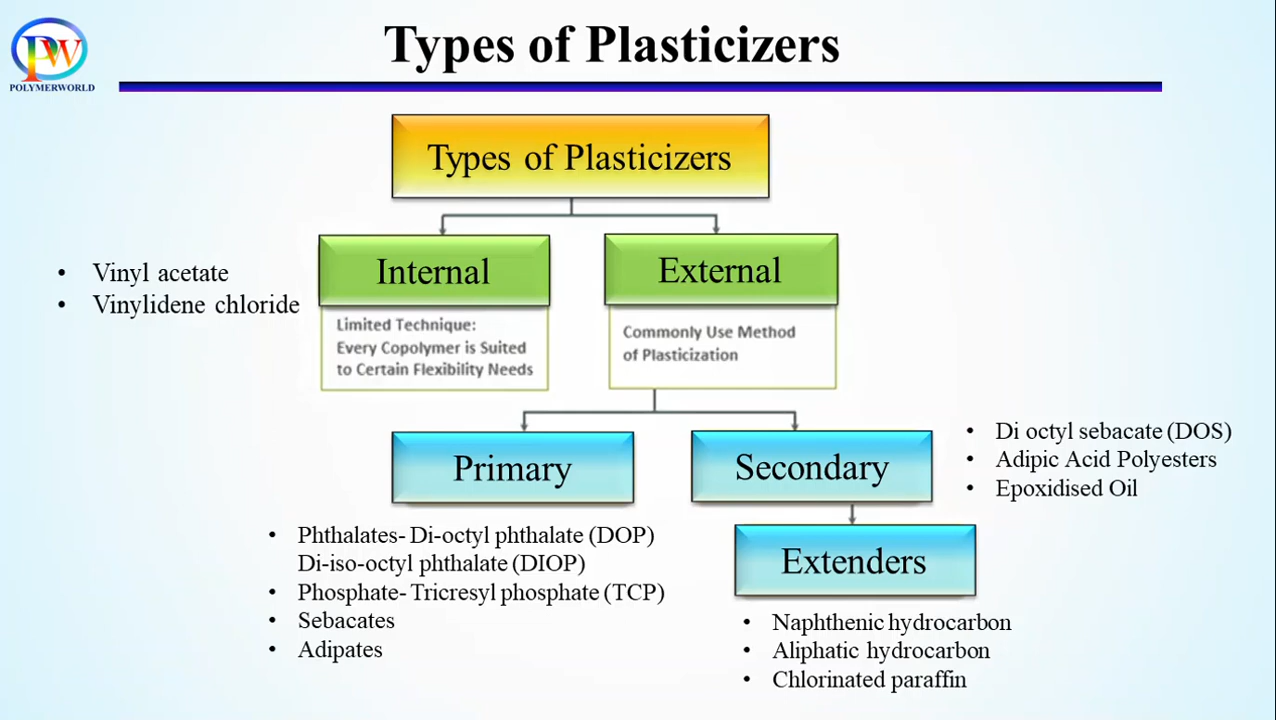 Types of Plasticizers
PW
POLYMERWORLD
Types of Plasticizers
Internal
External
• Vinyl acetate
• Vinylidene chloride
Limited Technique:
Every Copolymer is Suited
to Certain Flexibility Needs
Commonly Use Method
of Plasticization
Primary
Secondary
• Di octyl sebacate (DOS)
• Adipic Acid Polyesters
• Epoxidised Oil
• Phthalates- Di-octyl phthalate (DOP)
Di-iso-octyl phthalate (DIOP)
• Phosphate- Tricresyl phosphate (TCP)
• Sebacates
• Adipates
Extenders
• Naphthenic hydrocarbon
• Aliphatic hydrocarbon
• Chlorinated paraffin